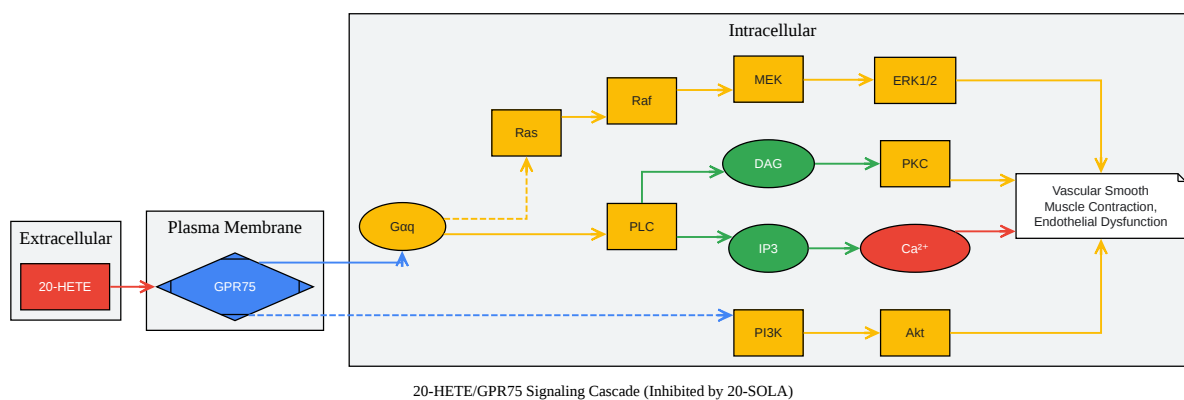 Intracellular
MEK
ERK1/2
Raf
Ras
DAG
PKC
Vascular Smooth
Muscle Contraction,
Endothelial Dysfunction
Plasma Membrane
Extracellular
Gαq
PLC
IP3
Ca²⁺
20-HETE
GPR75
PI3K
Akt
20-HETE/GPR75 Signaling Cascade (Inhibited by 20-SOLA)